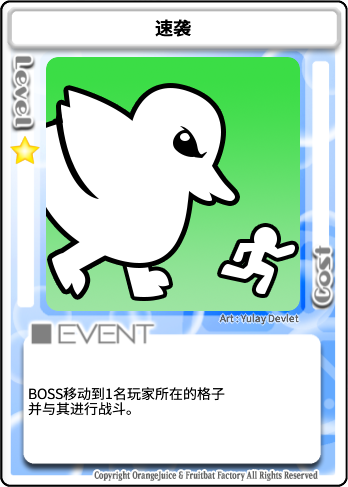 速袭
Level
Cost
Art : Yulay Devlet
EVENT
BOSS移动到1名玩家所在的格子
并与其进行战斗。
Copyright OrangeJuice & Fruitbat Factory All Rights Reserved